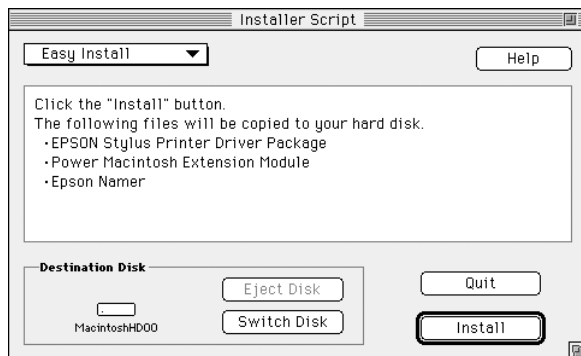 Installer Script
Easy Install
Help
Click the "Install" button.
The following files will be copied to your hard disk.
・EPSON Stylus Printer Driver Package
・Power Macintosh Extension Module
・Epson Namer
Destination Disk
Eject Disk
Quit
MacintoshHD00
Switch Disk
Install